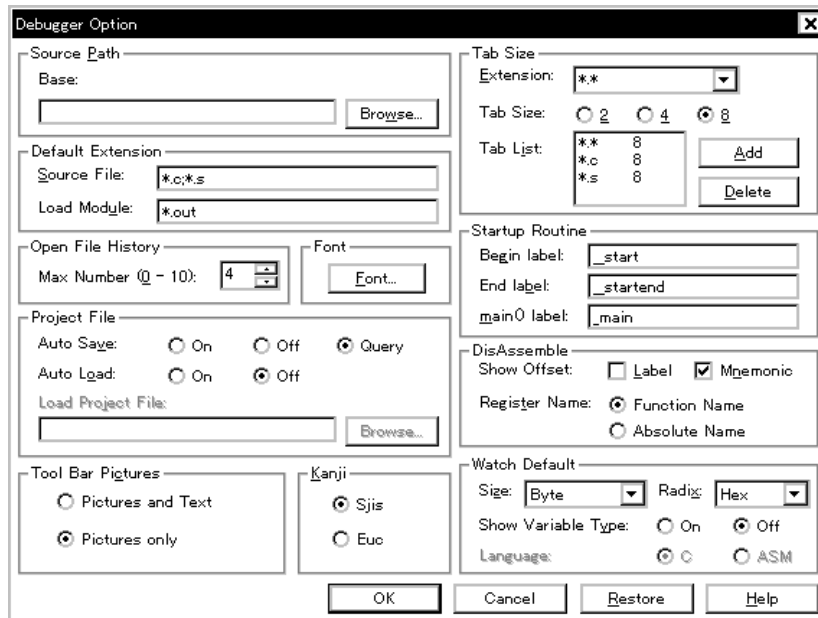 Debugger Option
Source Path
Base:
Browse...
Default Extension
Source File: *.c;*.s
Load Module: *.out
Open File History
Max Number (0 - 10): 4
Font
Font...
Project File
Auto Save: On Off Query
Auto Load: On Off
Load Project File:
Browse...
Tool Bar Pictures
Pictures and Text
Pictures only
Kanji
Sjis
Euc
Tab Size
Extension: *.*
Tab Size: 2 4 8
Tab List:
*.* 8
*.c 8
*.s 8
Add
Delete
Startup Routine
Begin label: _start
End label: _startend
main() label: _main
DisAssemble
Show Offset: Label Mnemonic
Register Name: Function Name
Absolute Name
Watch Default
Size: Byte Radix: Hex
Show Variable Type: On Off
Language: C ASM
OK Cancel Restore Help